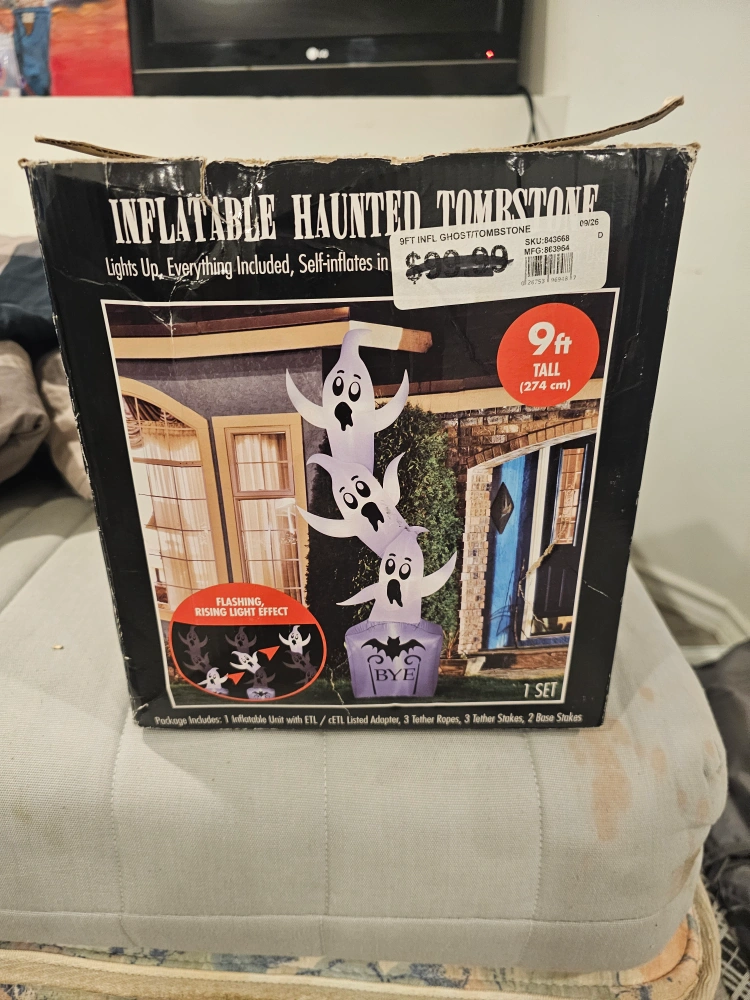 LG
INFLATABLE HAUNTED TOMBSTONE
Lights Up, Everything Included, Self-inflates in
9FT INFL GHOST/TOMBSTONE
09/26
SKU:843668
D
MFG:863964
9ft
TALL
(274 cm)
FLASHING,
RISING LIGHT EFFECT
BYE
1 SET
Package Includes: 1 Inflatable Unit with ETL / cETL Listed Adapter, 3 Tether Ropes, 3 Tether Stakes, 2 Base Stakes